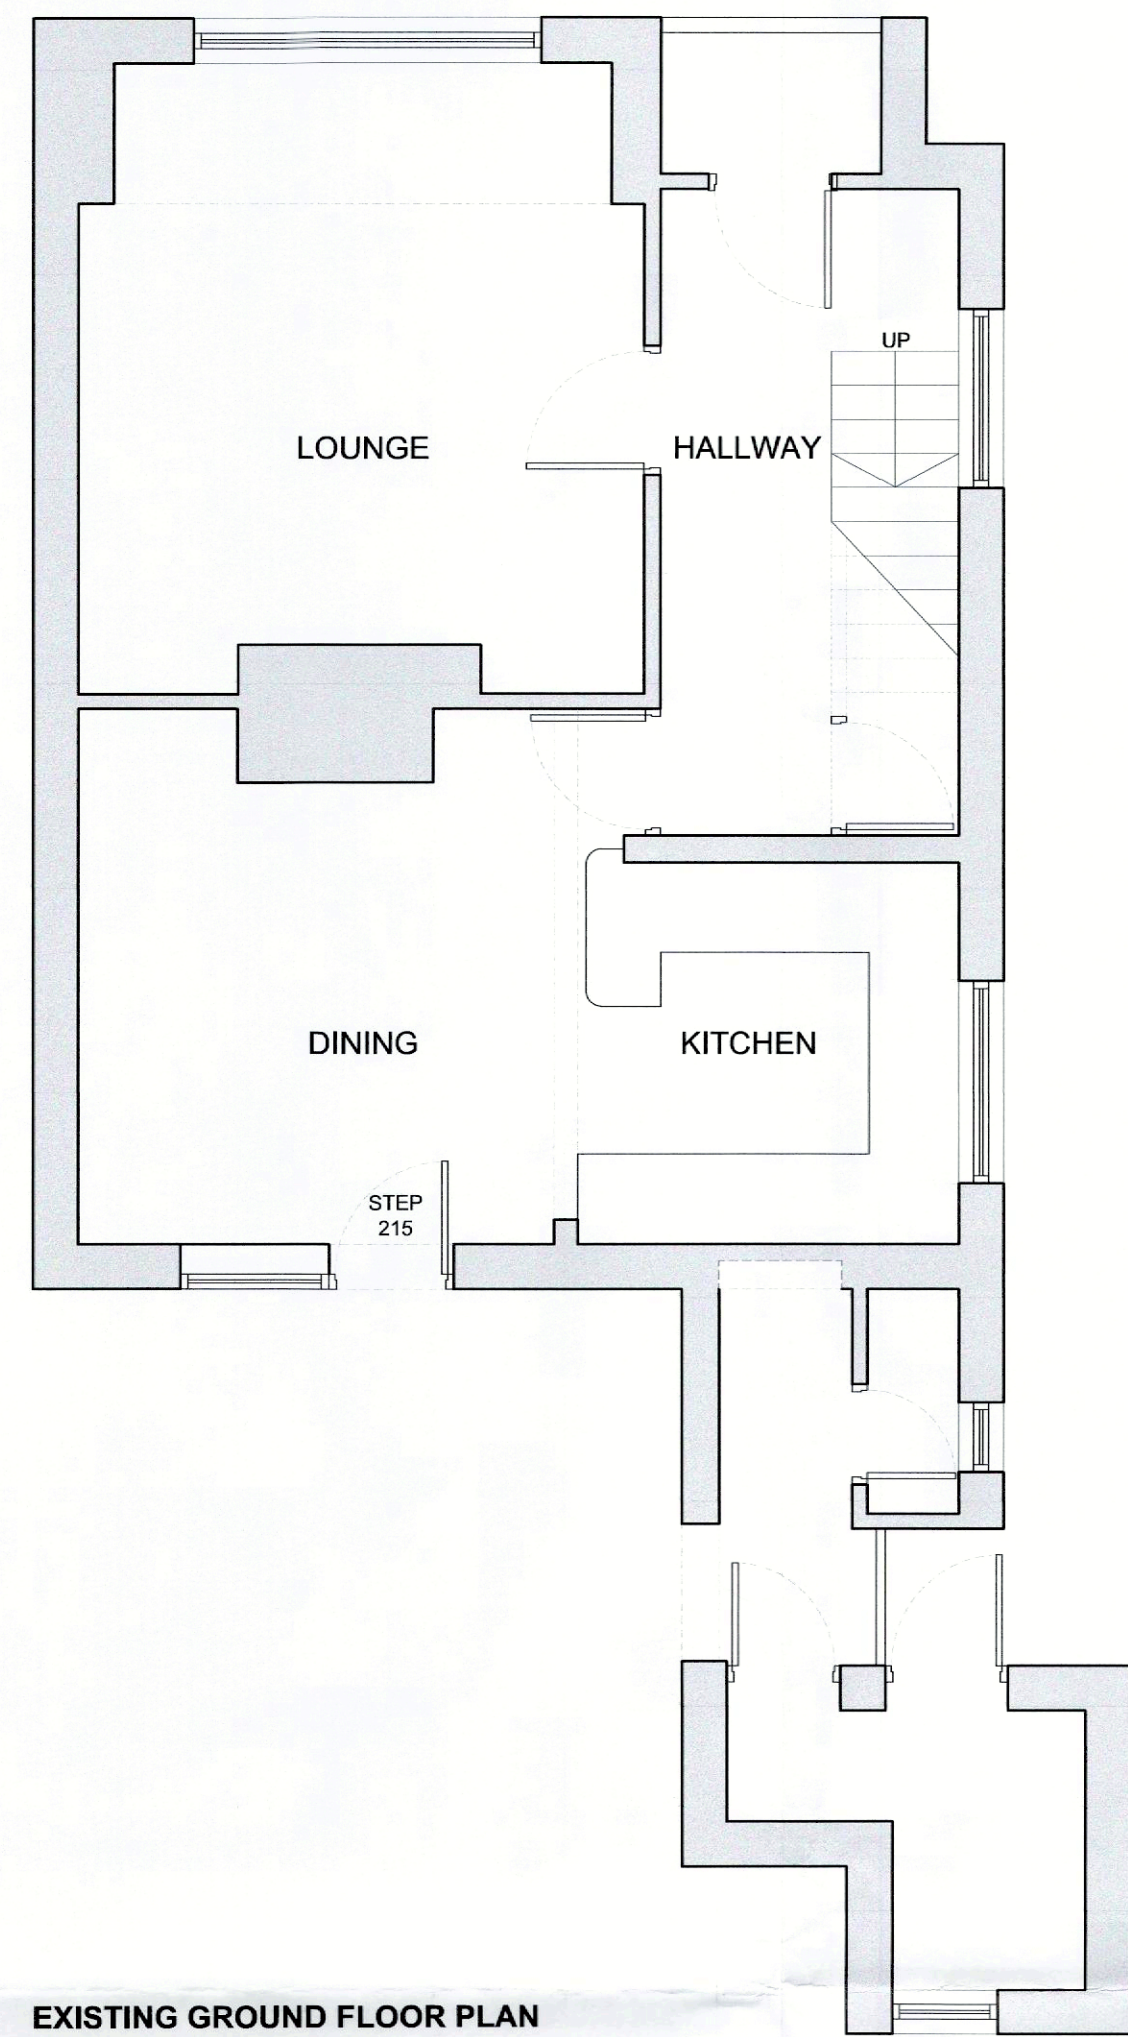 UP
LOUNGE
HALLWAY
DINING
KITCHEN
STEP
215
EXISTING GROUND FLOOR PLAN